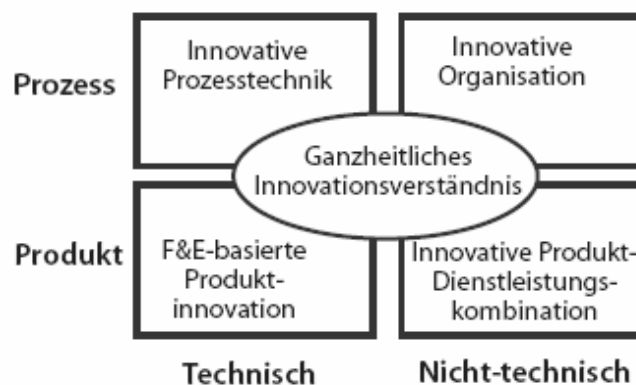 Prozess
Innovative
Prozesstechnik
Innovative
Organisation
Ganzheitliches
Innovationsverständnis
Produkt
F&E-basierte
Produkt-
innovation
Innovative Produkt-
Dienstleistungs-
kombination
Technisch
Nicht-technisch